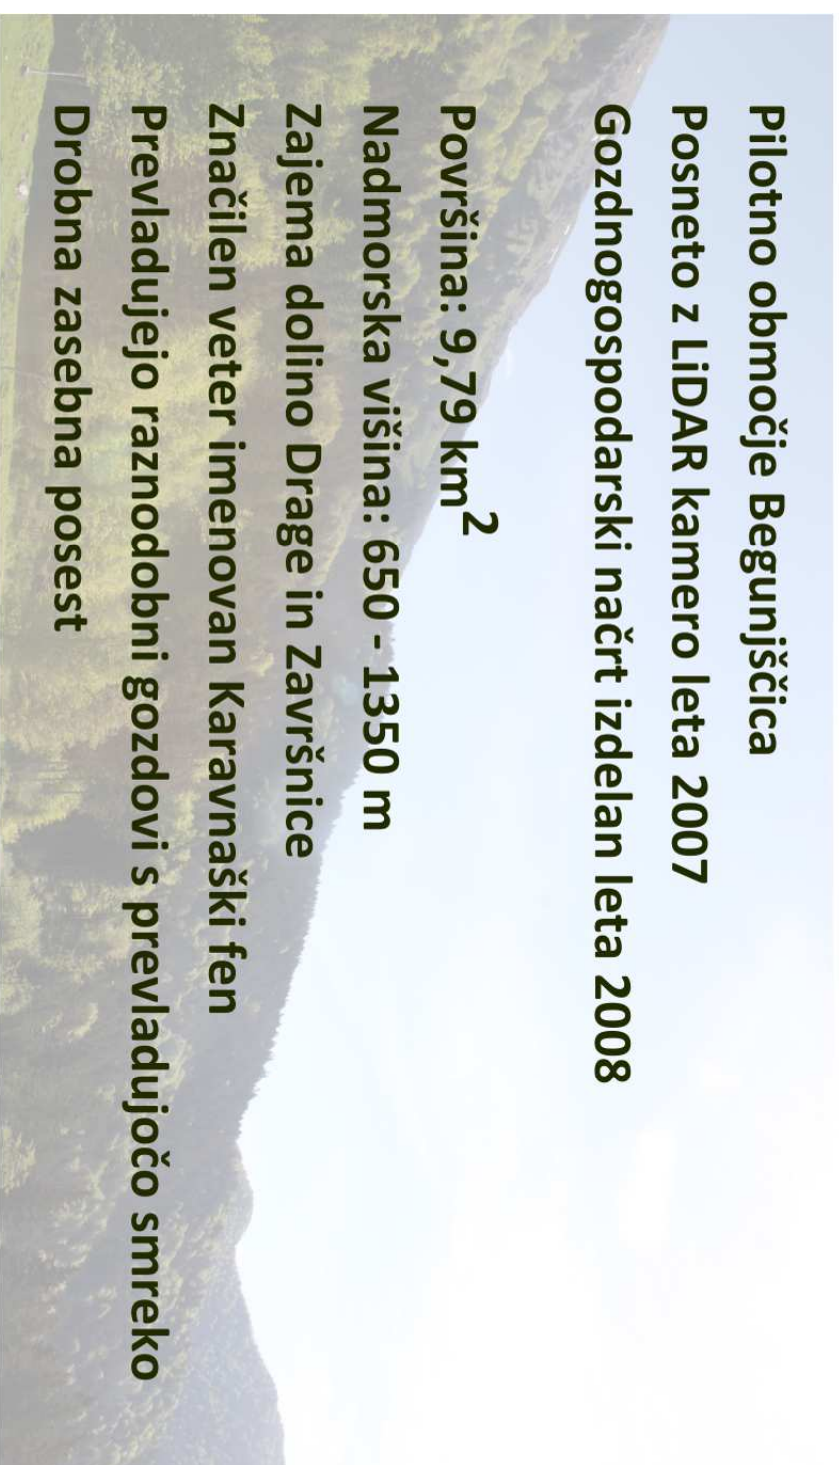 Pilotno območje Begunjščica
Posneto z LiDAR kamero leta 2007
Gozdnogospodarski načrt izdelan leta 2008
Površina: 9,79 km²
Nadmorska višina: 650 - 1350 m
Zajema dolino Drage in Završnice
Značilen veter imenovan Karavnaški fen
Prevladujejo raznodobni gozdovi s prevladujočo smreko
Drobna zasebna posest